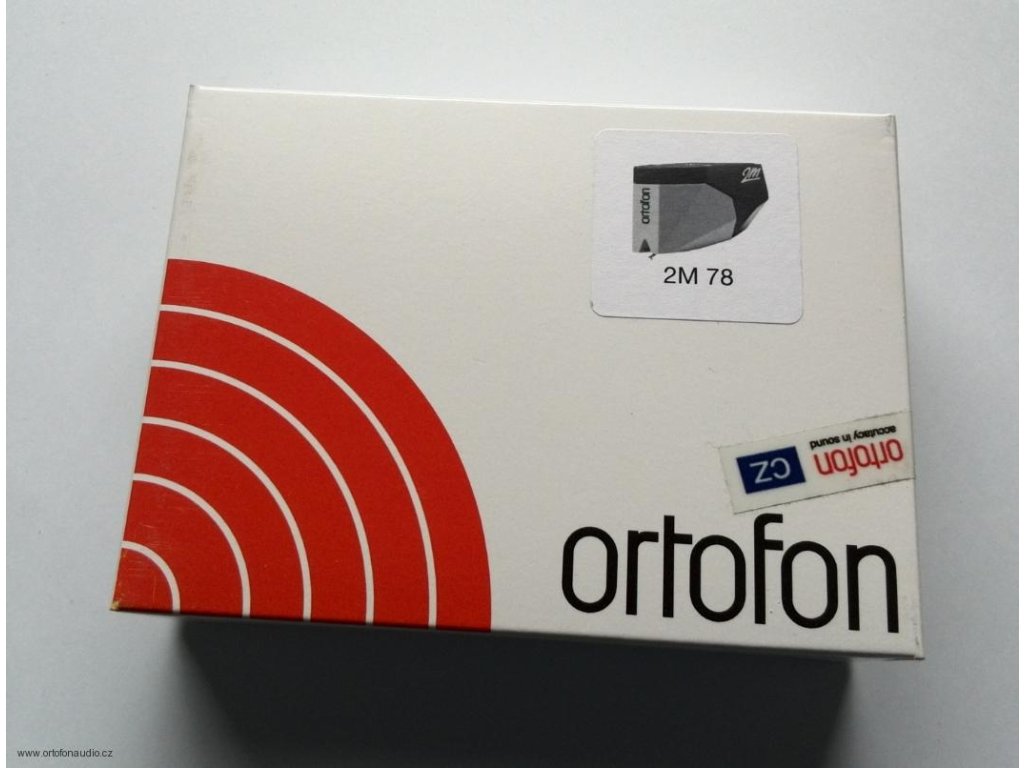 2M
ortofon
2M 78
ortofon
accuracy in sound
CZ
ortofon
www.ortofonaudio.cz